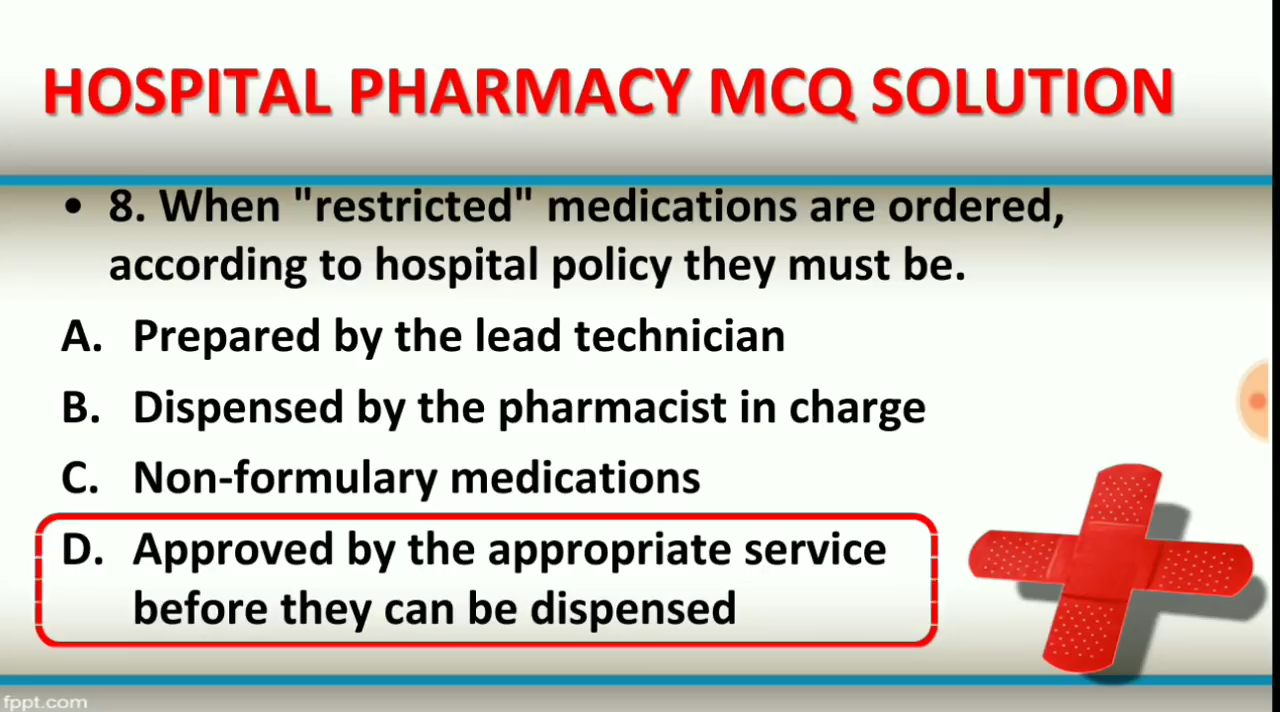 HOSPITAL PHARMACY MCQ SOLUTION
• 8. When "restricted" medications are ordered,
according to hospital policy they must be.
A. Prepared by the lead technician
B. Dispensed by the pharmacist in charge
C. Non-formulary medications
D. Approved by the appropriate service
before they can be dispensed
fppt.com